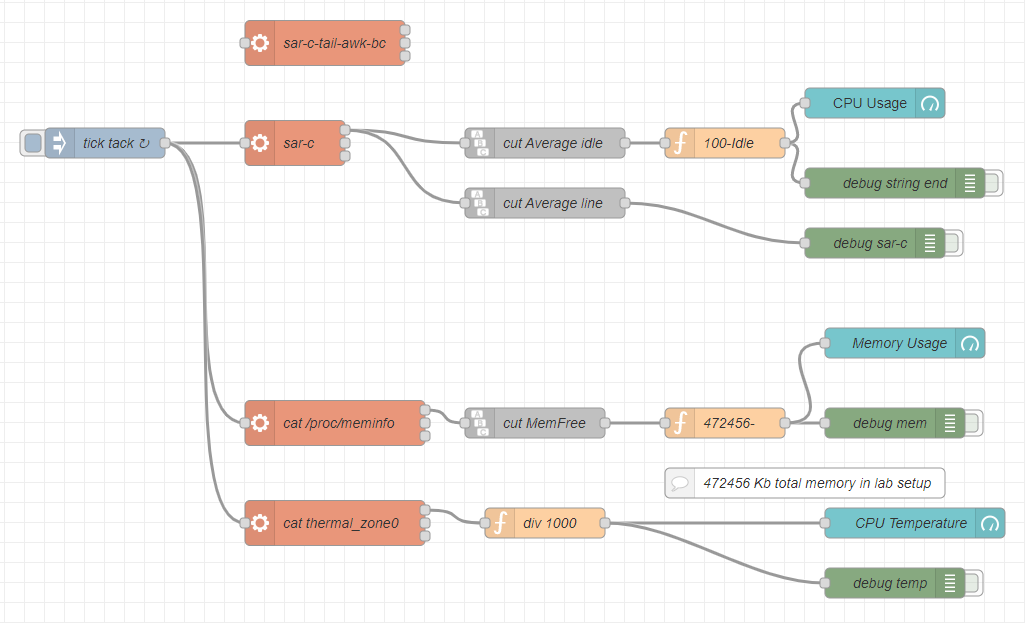 sar-c-tail-awk-bc
CPU Usage
tick tack ↻
sar-c
cut Average idle
100-Idle
debug string end
cut Average line
debug sar-c
Memory Usage
cat /proc/meminfo
cut MemFree
472456-
debug mem
472456 Kb total memory in lab setup
cat thermal_zone0
div 1000
CPU Temperature
debug temp